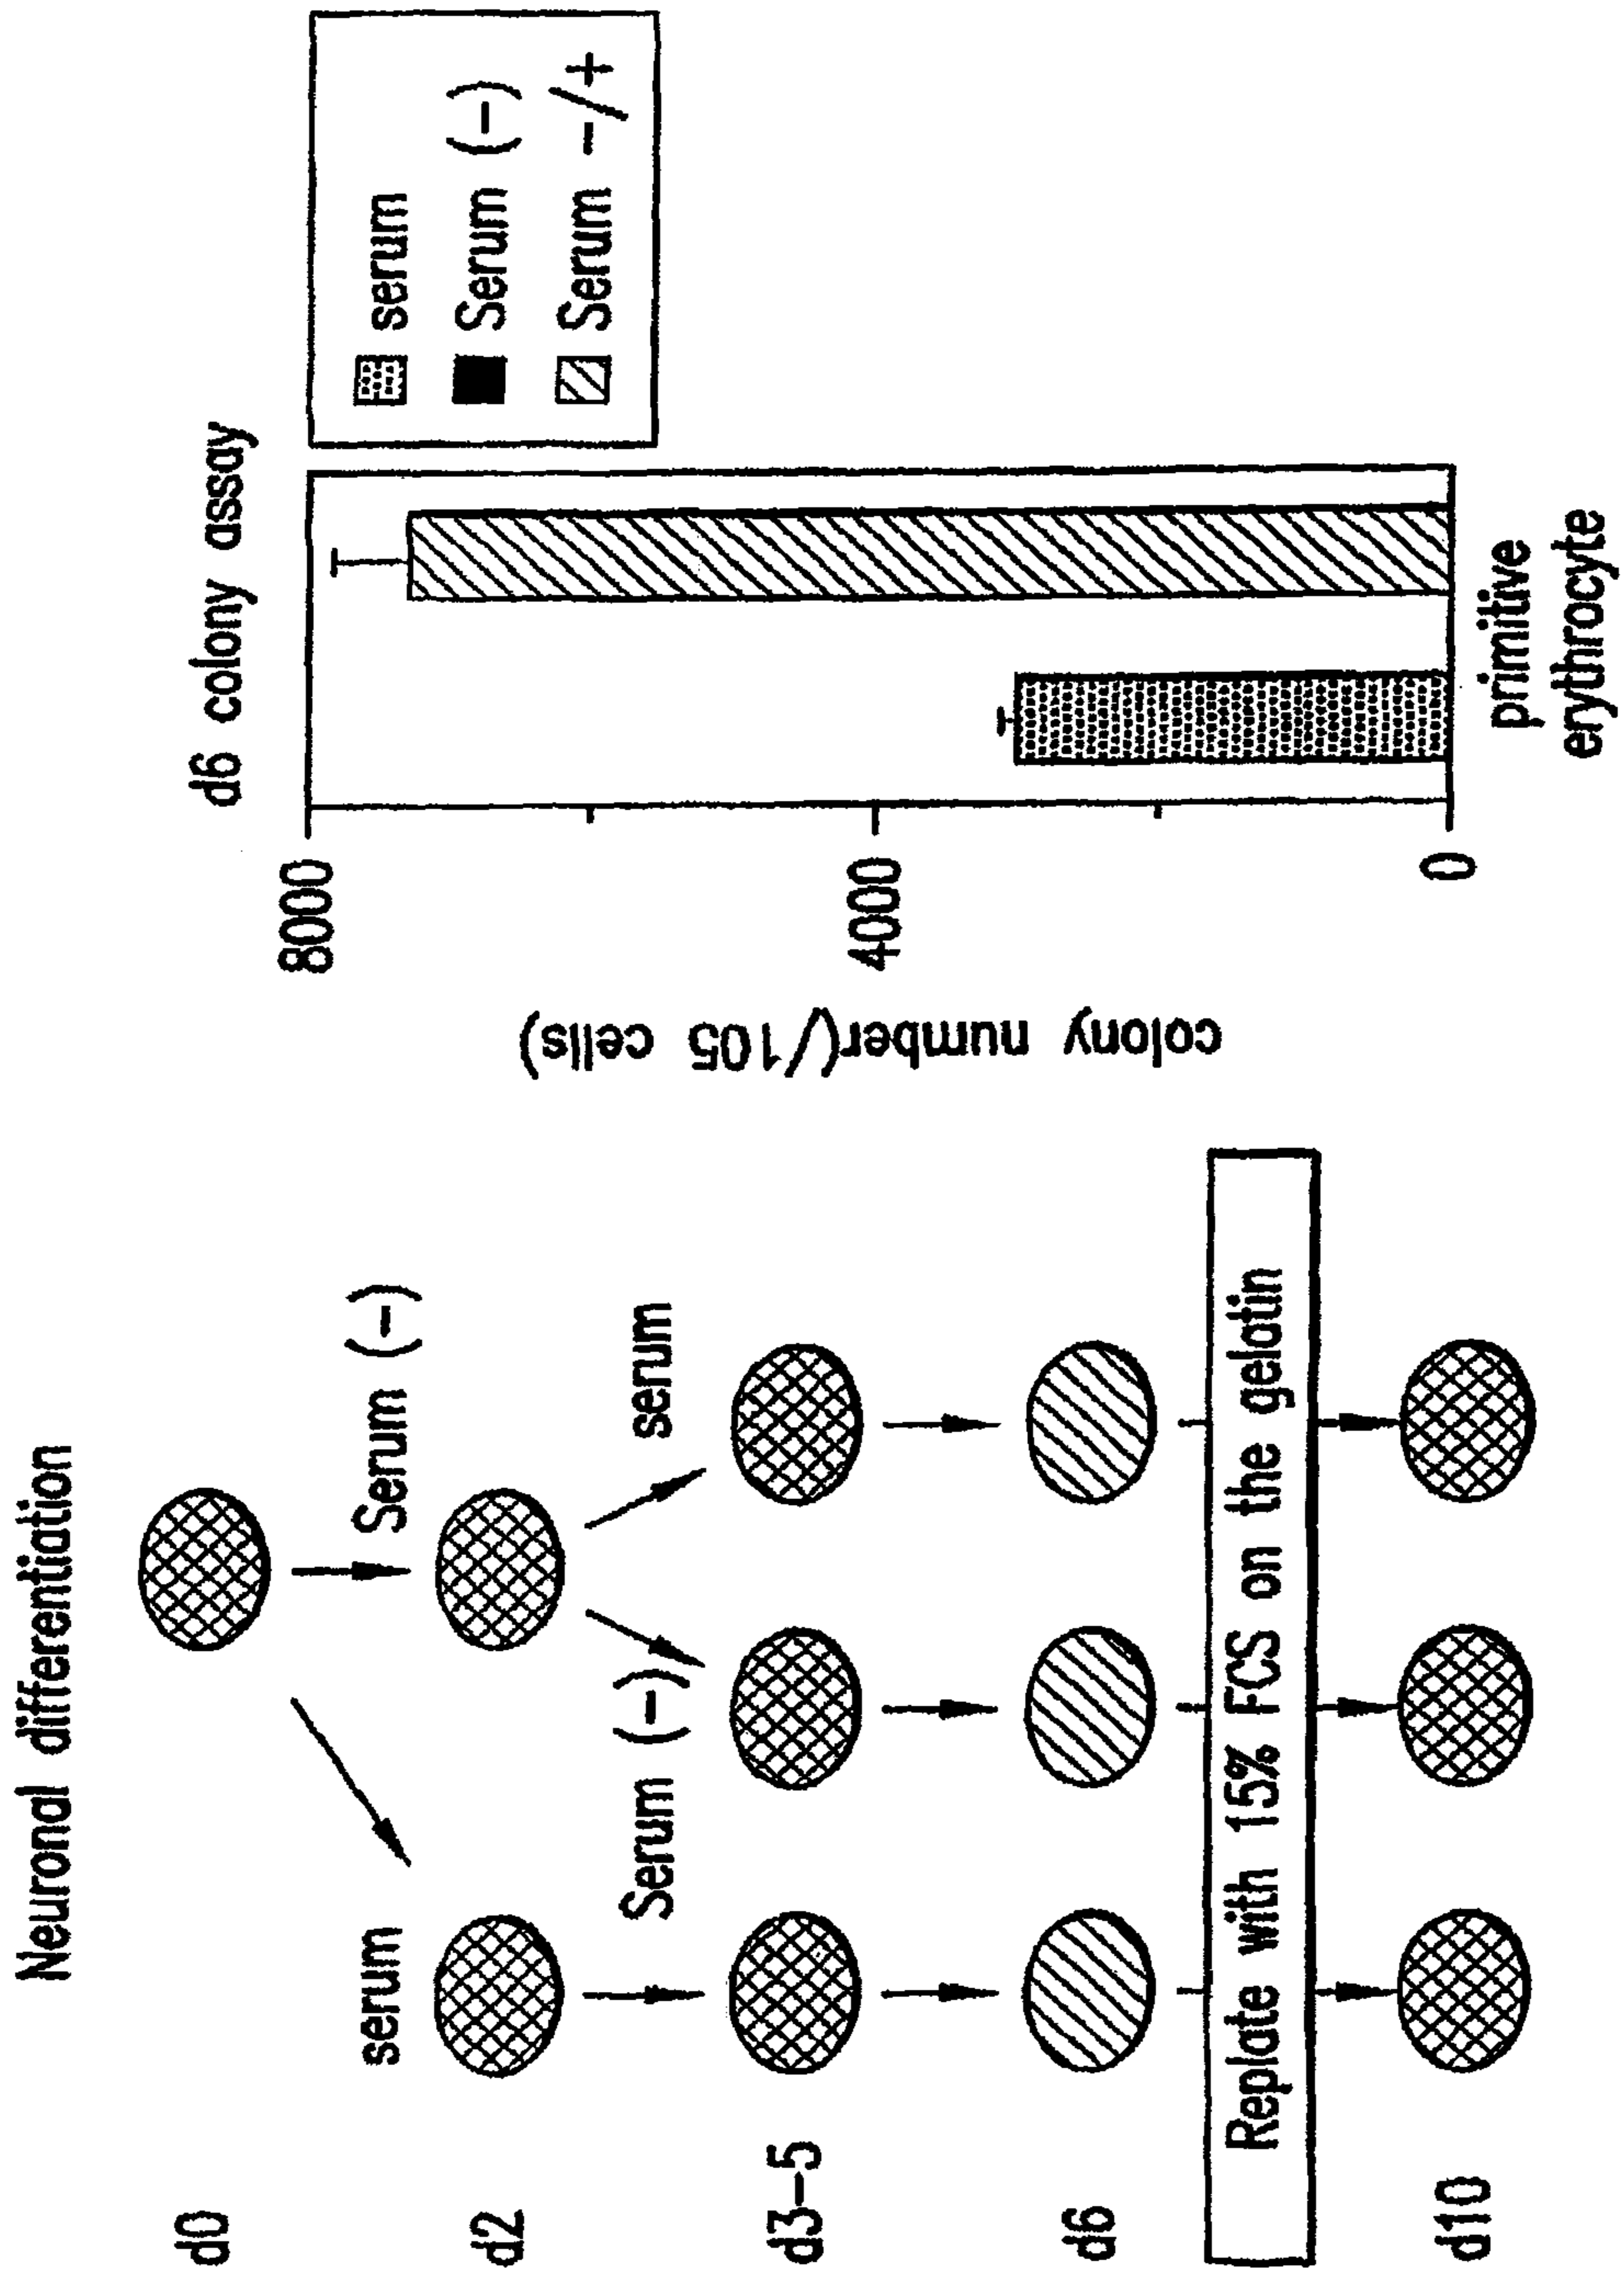 Neuronal differentiation
d0
serum
Serum (-)
d2
Serum (-)
serum
d3-5
d6
Replate with 15% FCS on the gelatin
d10
d6 colony assay
8000
4000
0
colony number(/105 cells)
primitive
erythrocyte
serum
Serum (-)
Serum -/+